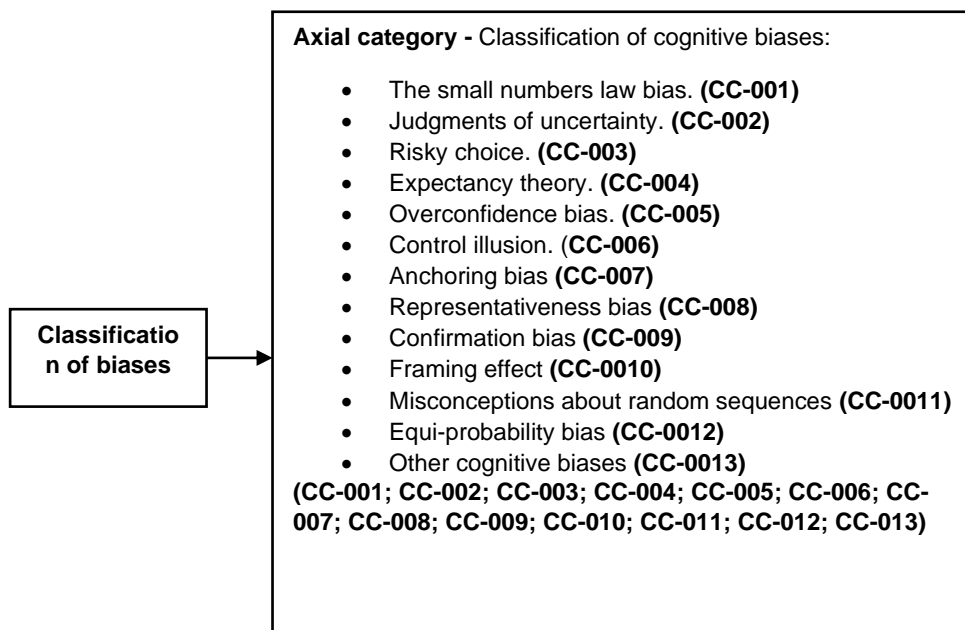 Axial category - Classification of cognitive biases:
• The small numbers law bias. (CC-001)
• Judgments of uncertainty. (CC-002)
• Risky choice. (CC-003)
• Expectancy theory. (CC-004)
• Overconfidence bias. (CC-005)
• Control illusion. (CC-006)
• Anchoring bias (CC-007)
• Representativeness bias (CC-008)
• Confirmation bias (CC-009)
• Framing effect (CC-0010)
• Misconceptions about random sequences (CC-0011)
• Equi-probability bias (CC-0012)
• Other cognitive biases (CC-0013)
(CC-001; CC-002; CC-003; CC-004; CC-005; CC-006; CC-
007; CC-008; CC-009; CC-010; CC-011; CC-012; CC-013)
Classificatio
n of biases